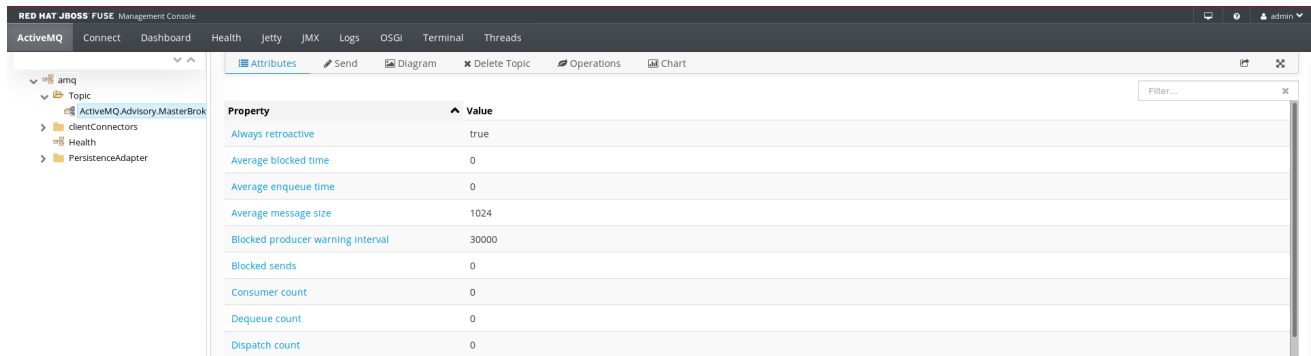 RED HAT JBOSS FUSE Management Console
admin
ActiveMQ Connect Dashboard Health Jetty JMX Logs OSGi Terminal Threads
Attributes Send Diagram Delete Topic Operations Chart
amq
Topic
ActiveMQ.Advisory.MasterBrok
clientConnectors
Health
PersistenceAdapter
Filter...
Property Value
Always retroactive true
Average blocked time 0
Average enqueue time 0
Average message size 1024
Blocked producer warning interval 30000
Blocked sends 0
Consumer count 0
Dequeue count 0
Dispatch count 0